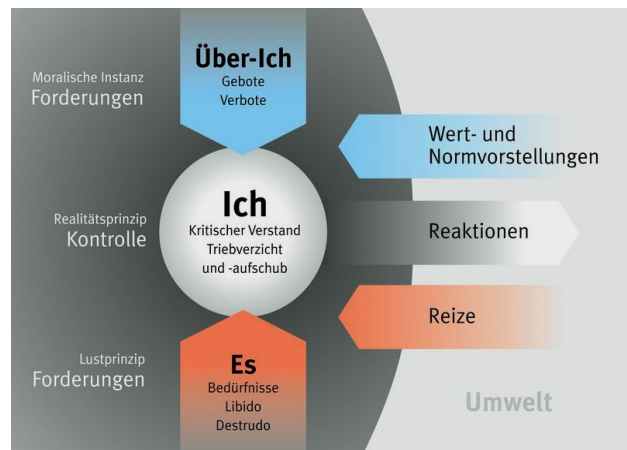 Moralische Instanz
Forderungen
Über-Ich
Gebote
Verbote
Wert- und
Normvorstellungen
Realitätsprinzip
Kontrolle
Ich
Kritischer Verstand
Triebverzicht
und -aufschub
Reaktionen
Reize
Lustprinzip
Forderungen
Es
Bedürfnisse
Libido
Destrudo
Umwelt